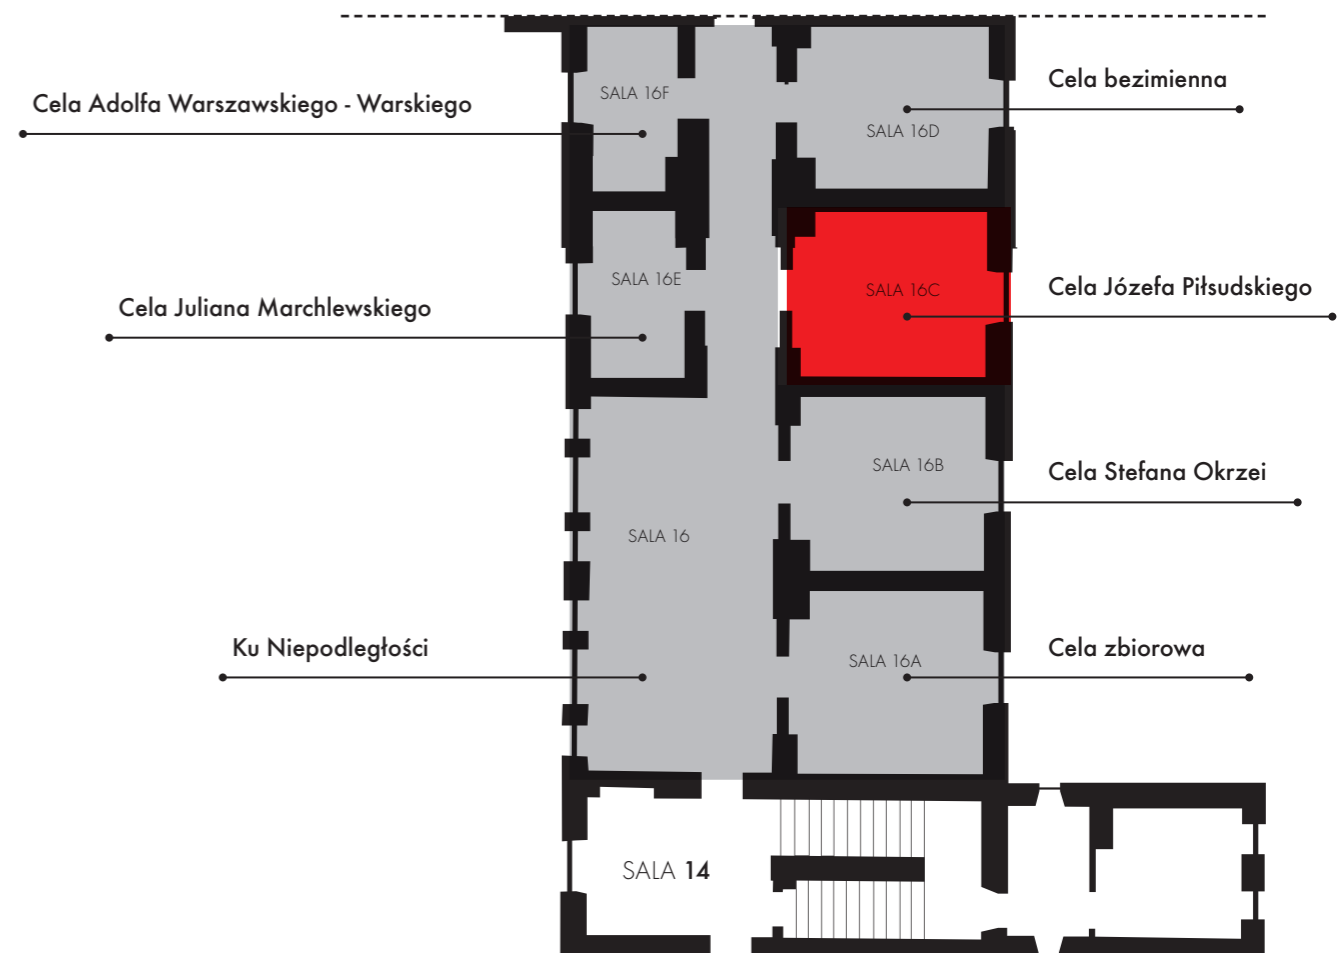 Cela bezimienna
Cela Adolfa Warszawskiego - Warskiego
SALA 16F
SALA 16D
SALA 16E
SALA 16C
Cela Józefa Piłsudskiego
Cela Juliana Marchlewskiego
SALA 16B
Cela Stefana Okrzei
SALA 16
Ku Niepodległości
SALA 16A
Cela zbiorowa
SALA 14